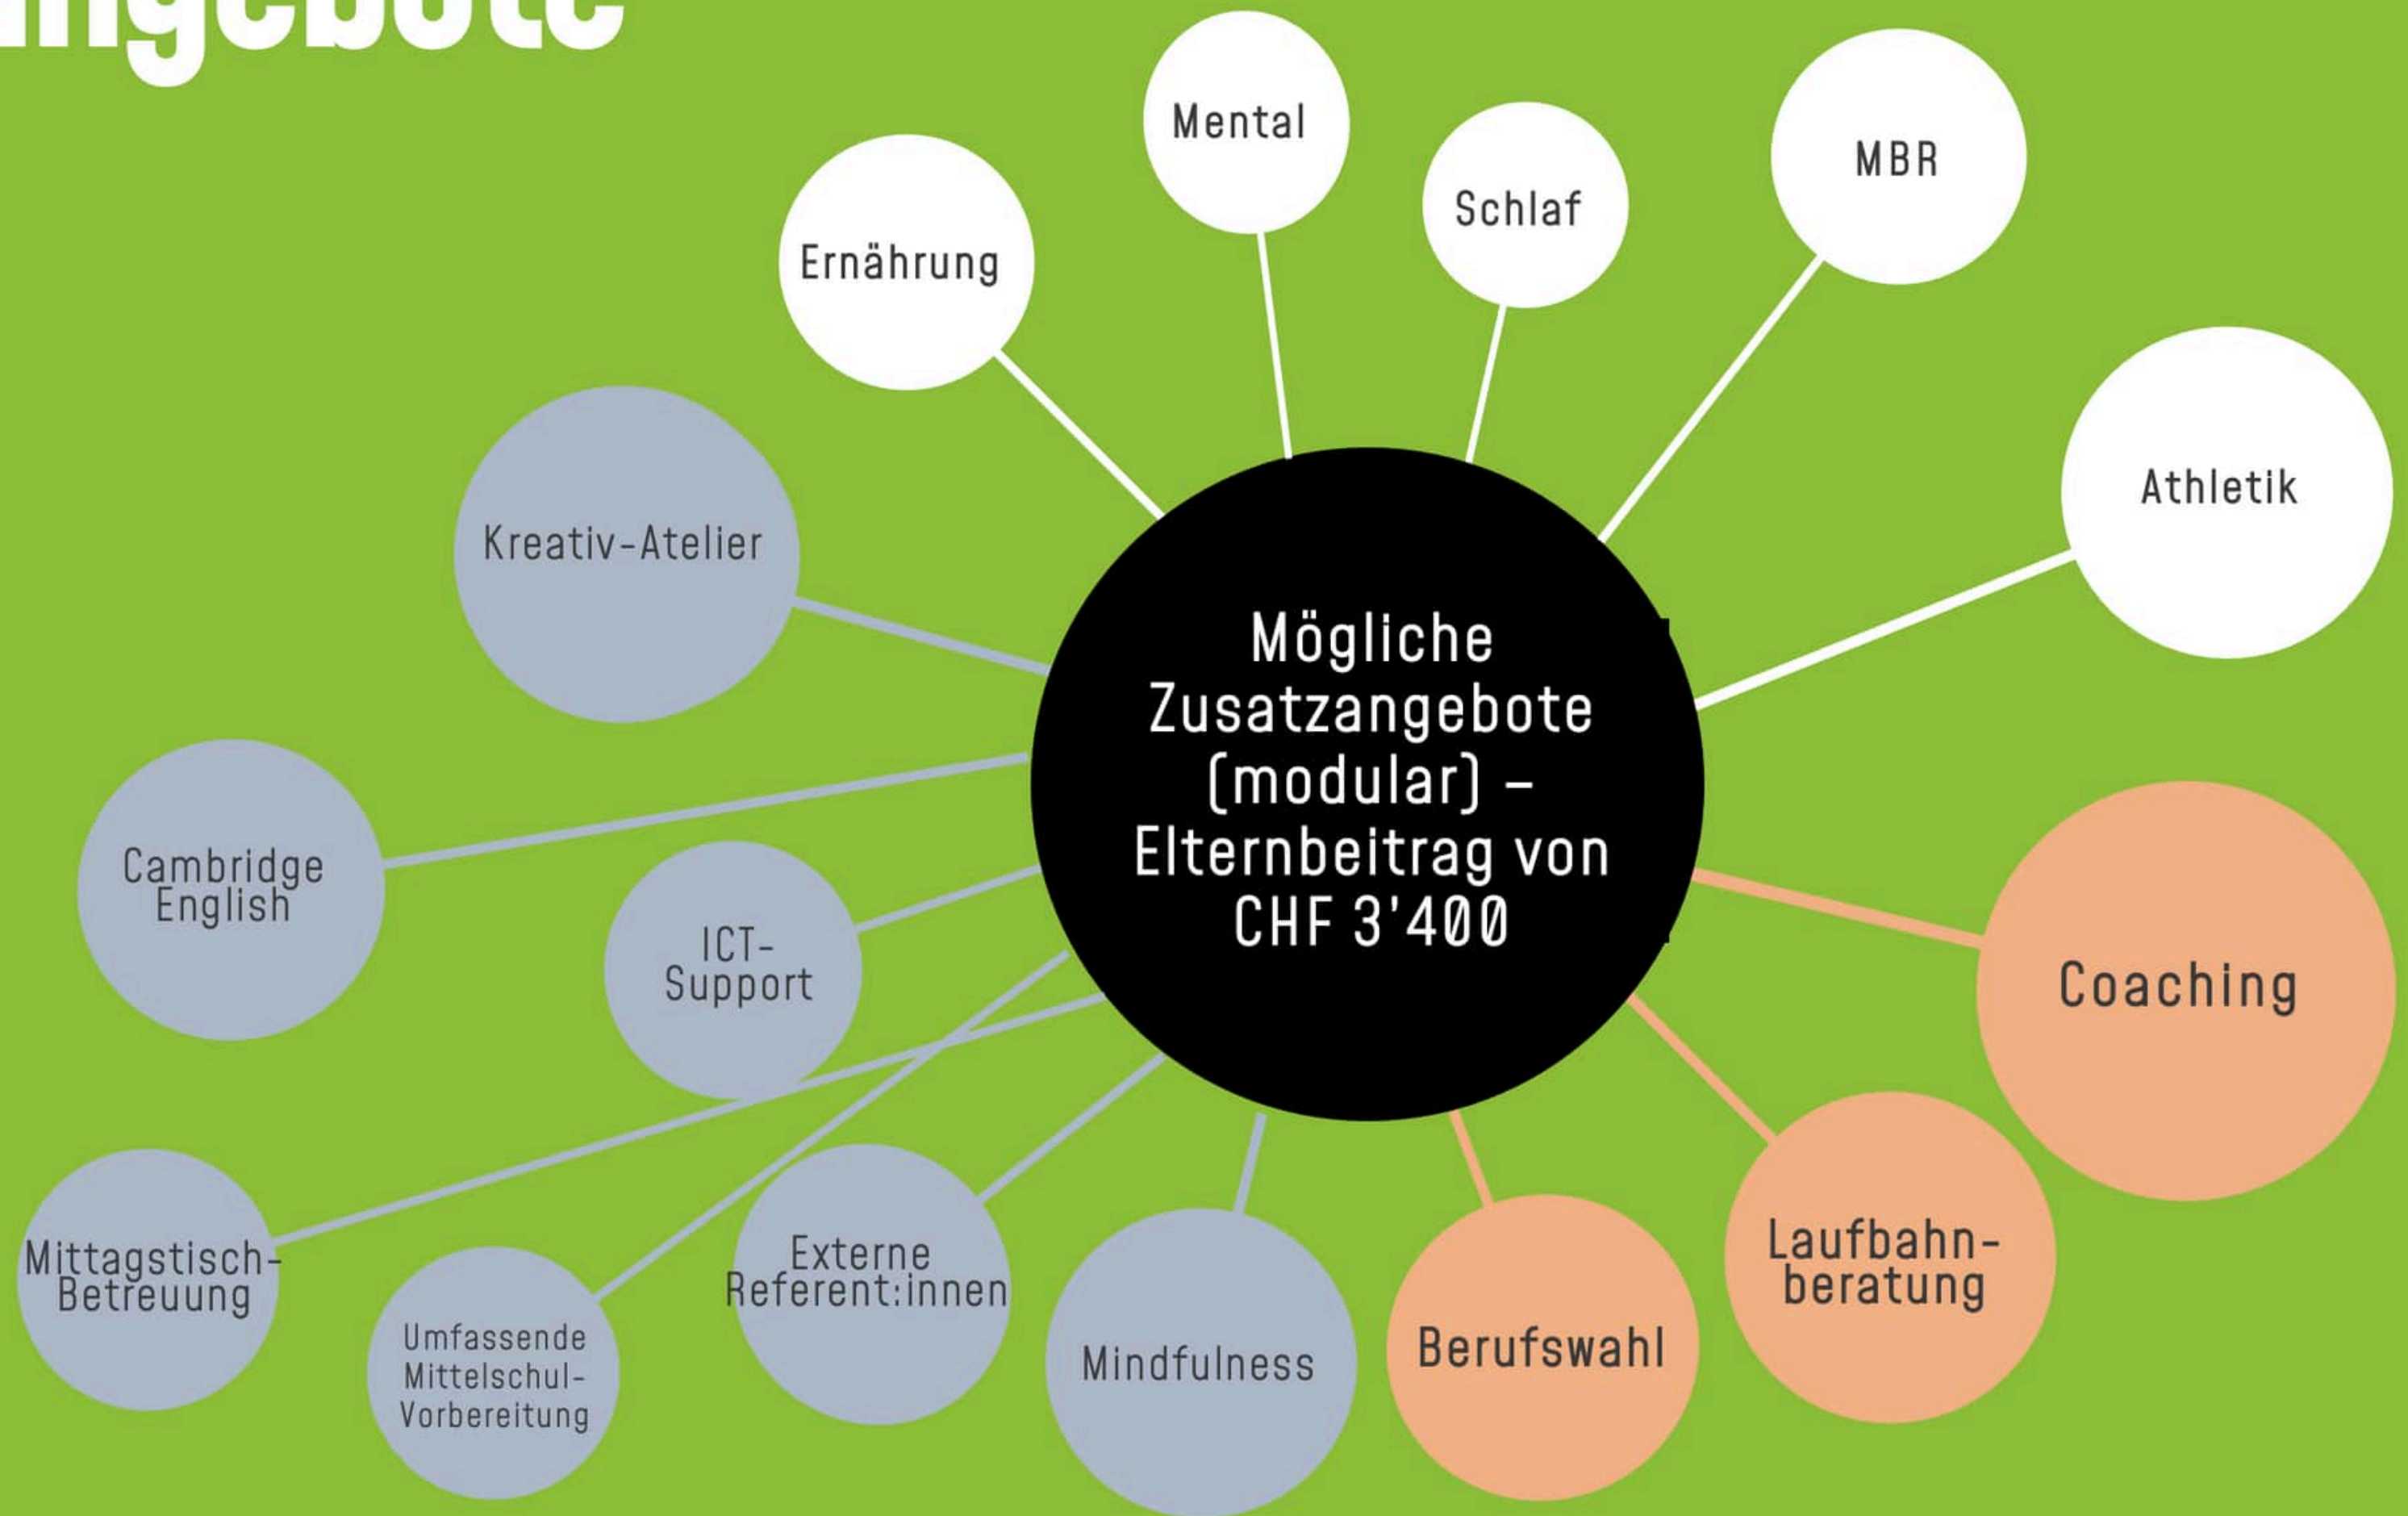 ngebote
Mental
Schlaf
MBR
Ernährung
Athletik
Kreativ-Atelier
Mögliche
Zusatzangebote
(modular) –
Elternbeitrag von
CHF 3'400
Cambridge
English
ICT-
Support
Coaching
Mittagstisch-
Betreuung
Umfassende
Mittelschul-
Vorbereitung
Externe
Referent:innen
Mindfulness
Berufswahl
Laufbahn-
beratung